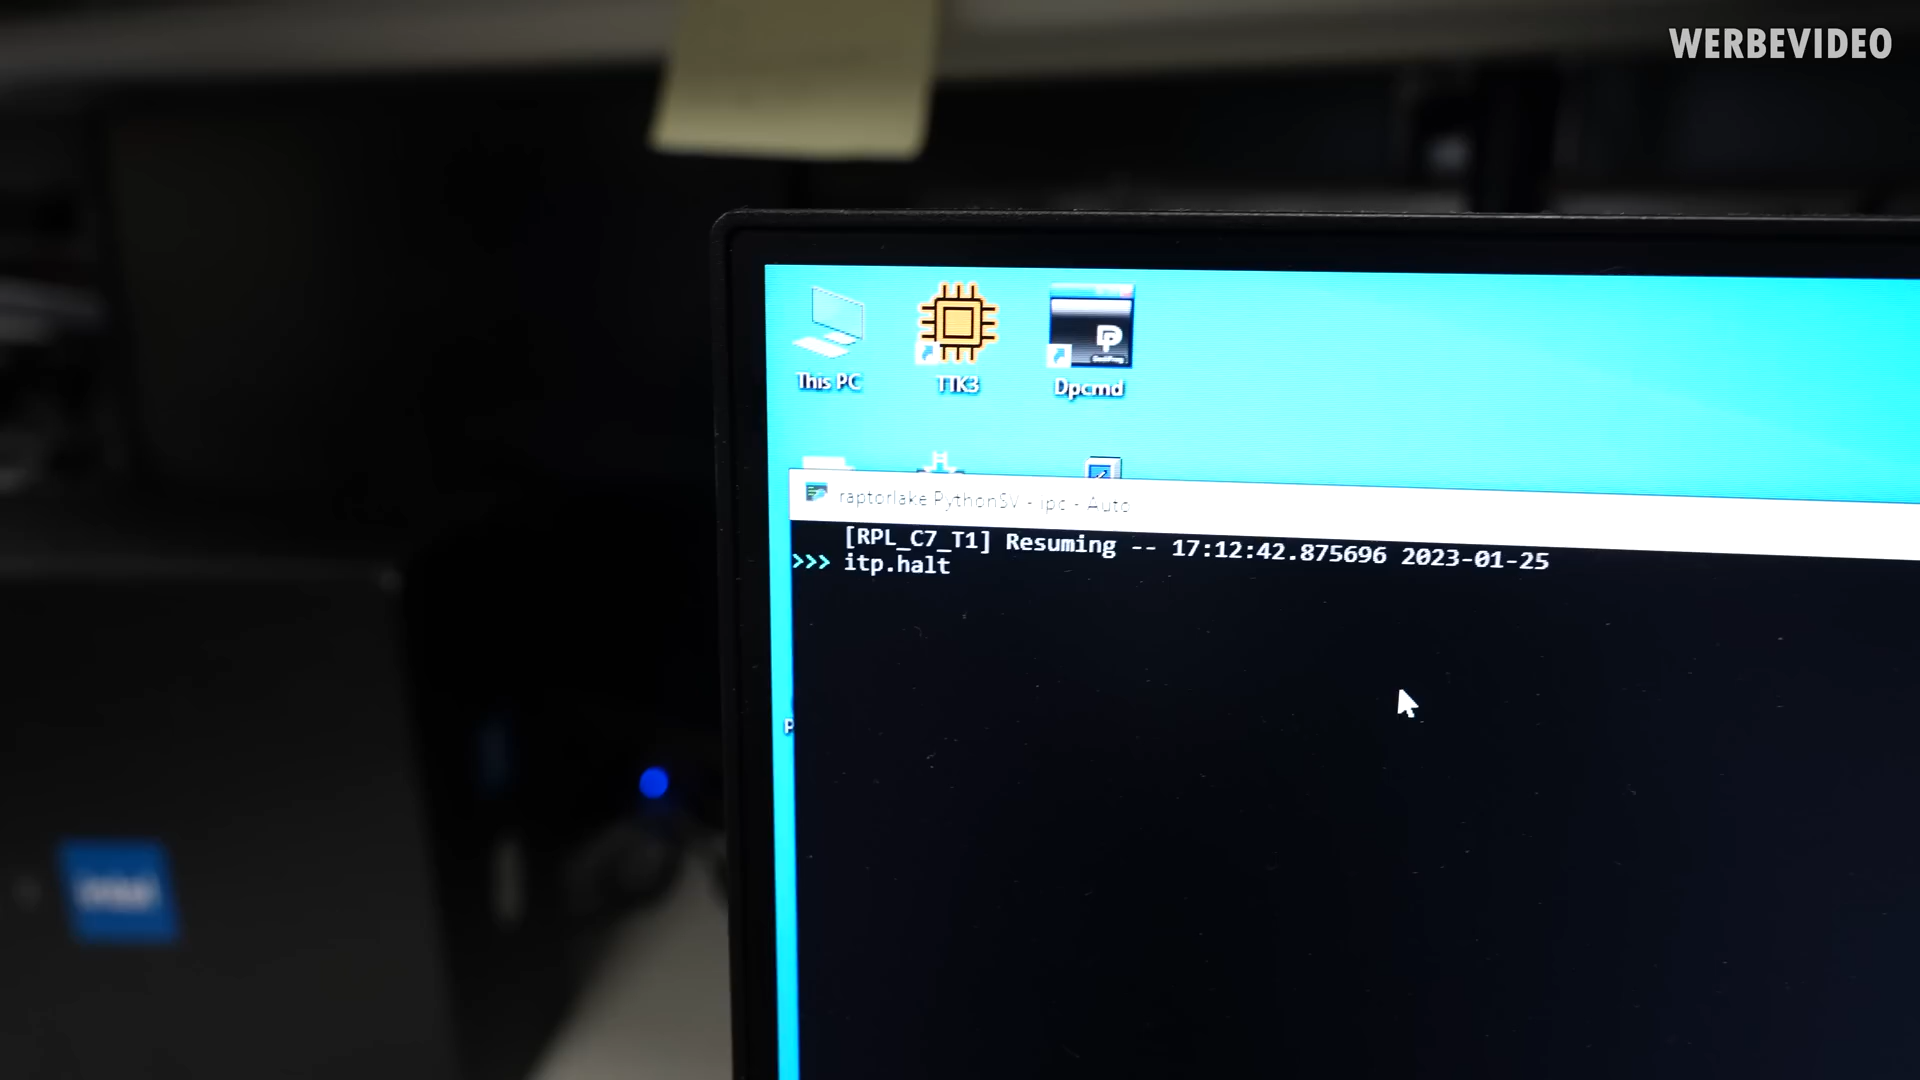 WERBEVIDEO
This PC
TTK3
Dpcmd
raptorlake PythonSV - ipc - Auto
[RPL_C7_T1] Resuming -- 17:12:42.875696 2023-01-25
>>> itp.halt
intel